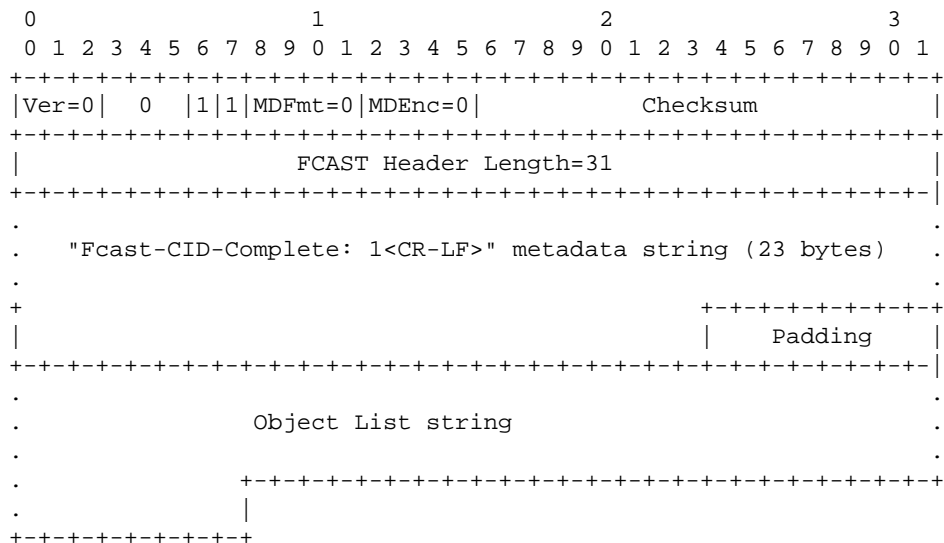 0                   1                   2                   3
 0 1 2 3 4 5 6 7 8 9 0 1 2 3 4 5 6 7 8 9 0 1 2 3 4 5 6 7 8 9 0 1
+-+-+-+-+-+-+-+-+-+-+-+-+-+-+-+-+-+-+-+-+-+-+-+-+-+-+-+-+-+-+-+-+
|Ver=0|  0  |1|1|MDFmt=0|MDEnc=0|           Checksum            |
+-+-+-+-+-+-+-+-+-+-+-+-+-+-+-+-+-+-+-+-+-+-+-+-+-+-+-+-+-+-+-+-+
|                   FCAST Header Length=31                      |
+-+-+-+-+-+-+-+-+-+-+-+-+-+-+-+-+-+-+-+-+-+-+-+-+-+-+-+-+-+-+-+-|
.                                                               .
.   "Fcast-CID-Complete: 1<CR-LF>" metadata string (23 bytes)   .
.                                                               .
+                                               +-+-+-+-+-+-+-+-+
|                                               |    Padding    |
+-+-+-+-+-+-+-+-+-+-+-+-+-+-+-+-+-+-+-+-+-+-+-+-+-+-+-+-+-+-+-+-|
.                                                               .
.                Object List string                             .
.                                                               .
.               +-+-+-+-+-+-+-+-+-+-+-+-+-+-+-+-+-+-+-+-+-+-+-+-+
.               |
+-+-+-+-+-+-+-+-+